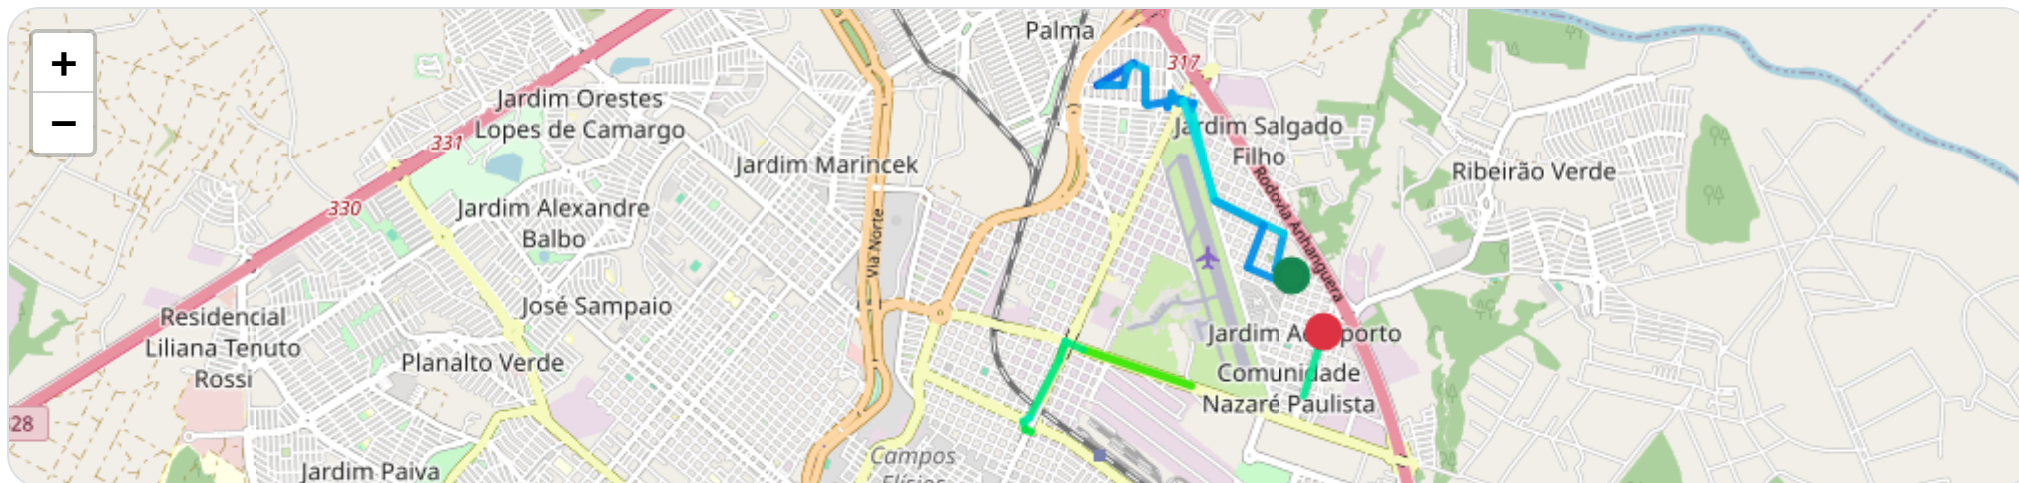 +
−
Palma
317
Jardim Orestes
Lopes de Camargo
331
Jardim Salgado
Filho
Jardim Marincek
Ribeirão Verde
330
Jardim Alexandre
Balbo
Via Norte
Rodovia Anhanguera
José Sampaio
Residencial
Liliana Tenuto
Rossi
Jardim A porto
Planalto Verde
Comunidade
Nazaré Paulista
28
Jardim Paiva
Campos
Elísios